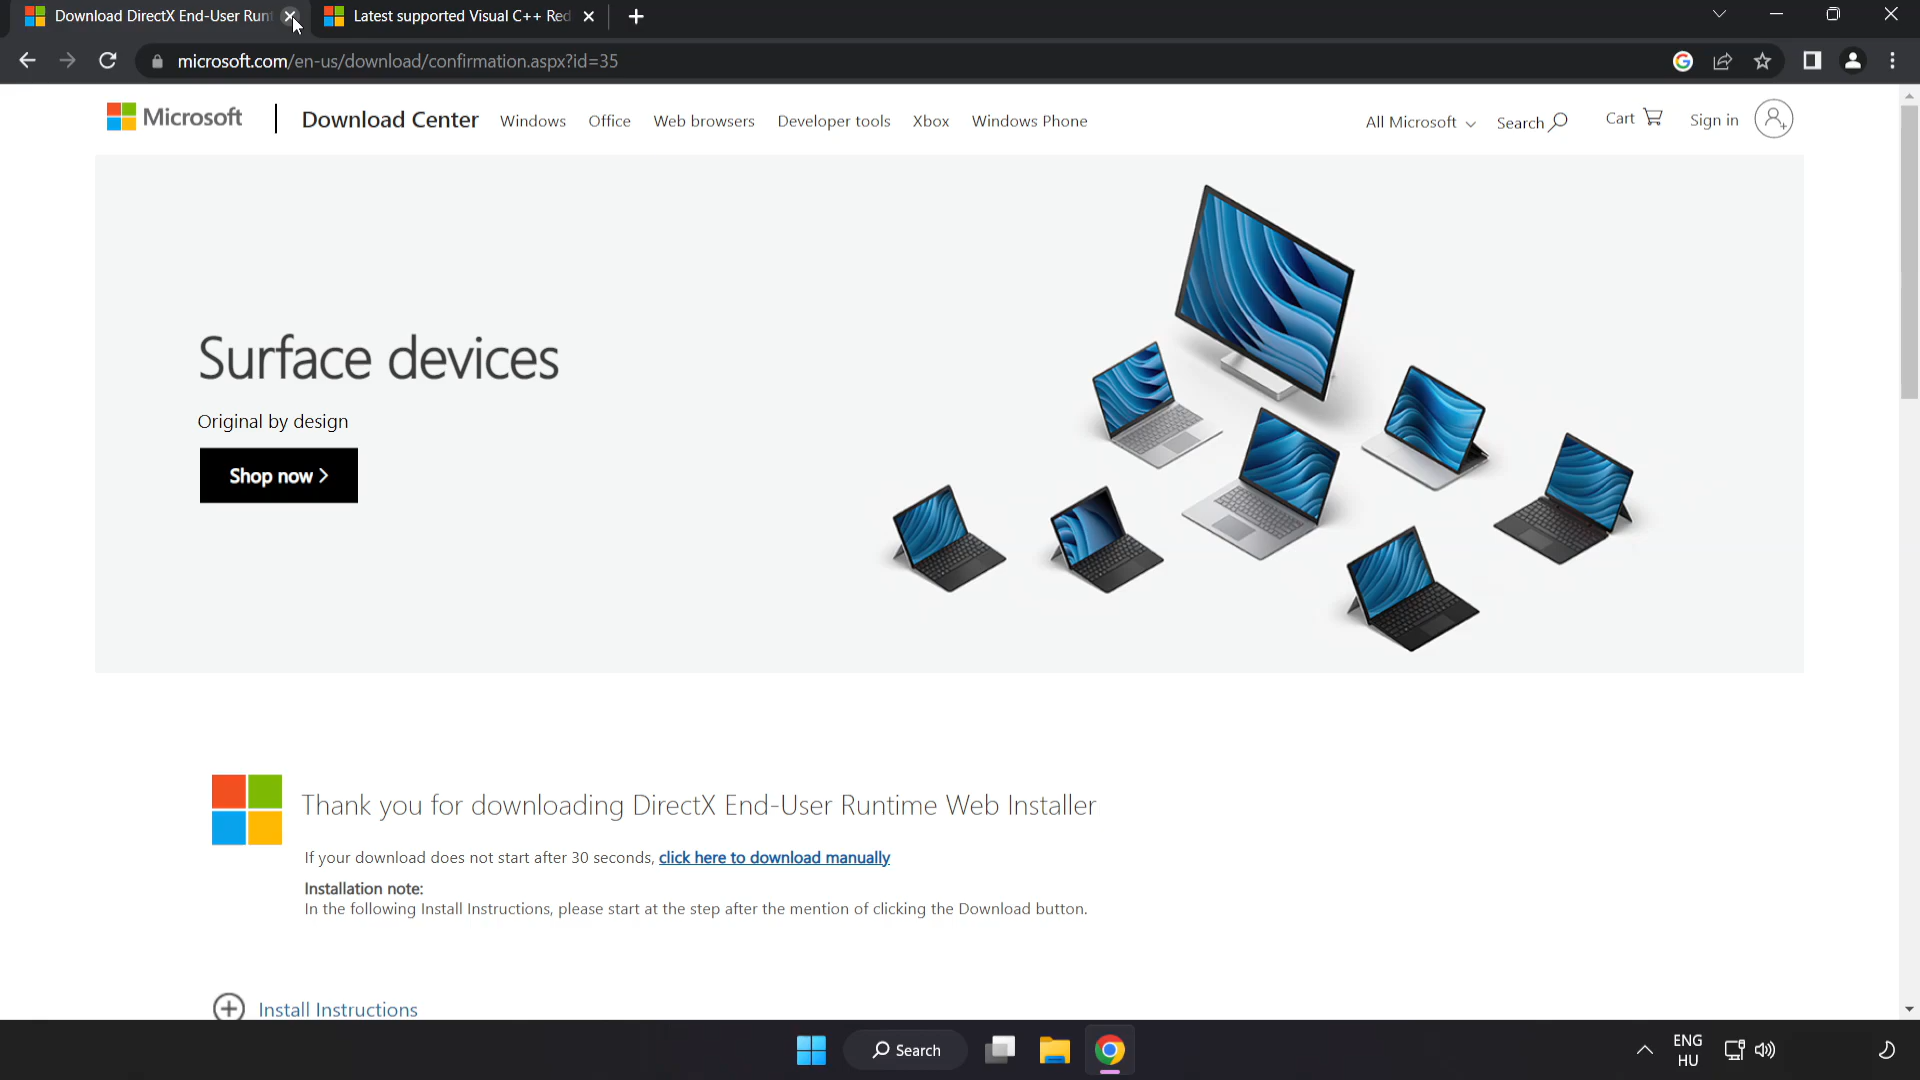 Download DirectX End-User Runt
Latest supported Visual C++ Red
microsoft.com/en-us/download/confirmation.aspx?id=35
Microsoft
Download Center
Windows
Office
Web browsers
Developer tools
Xbox
Windows Phone
All Microsoft
Search
Cart
Sign in
Surface devices
Original by design
Shop now >
Thank you for downloading DirectX End-User Runtime Web Installer
If your download does not start after 30 seconds, click here to download manually
Installation note:
In the following Install Instructions, please start at the step after the mention of clicking the Download button.
Install Instructions
Search
ENG
HU